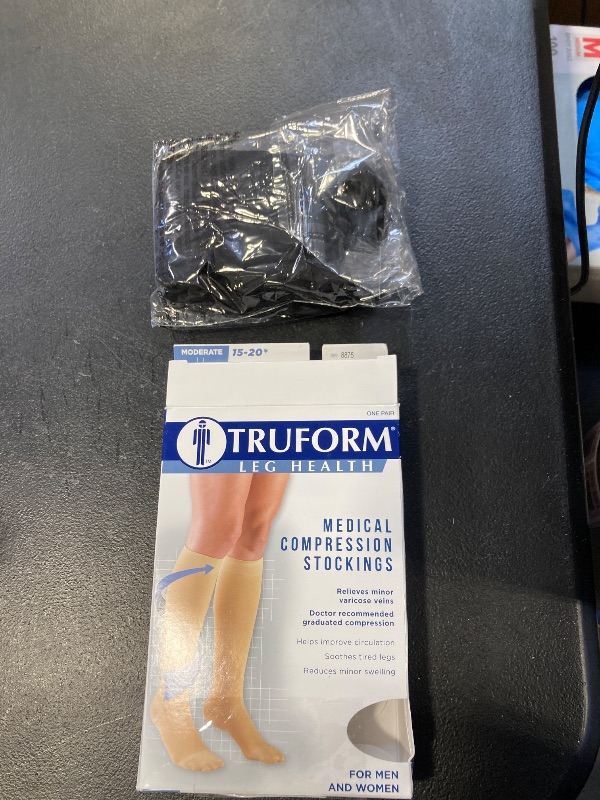 M
MODERATE 15-20*
8875
ONE PAIR
TRUFORM®
LEG HEALTH
TM
MEDICAL
COMPRESSION
STOCKINGS
Relieves minor
varicose veins
Doctor recommended
graduated compression
Helps improve circulation
Soothes tired legs
Reduces minor swelling
FOR MEN
AND WOMEN